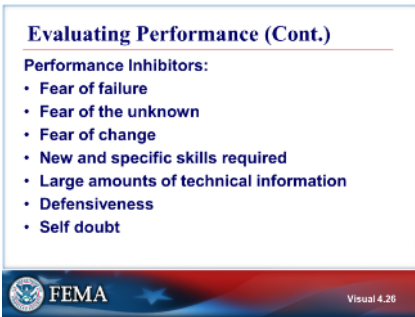 Evaluating Performance (Cont.)
Performance Inhibitors:
• Fear of failure
• Fear of the unknown
• Fear of change
• New and specific skills required
• Large amounts of technical information
• Defensiveness
• Self doubt
FEMA
Visual 4.26